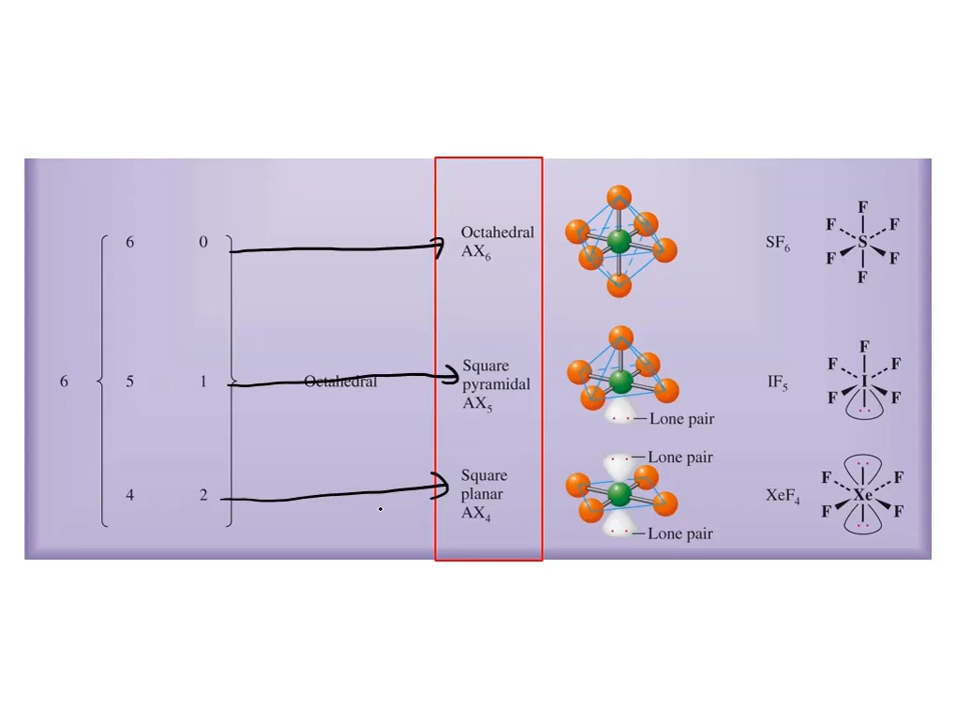 6 0 Octahedral
AX₆ SF₆
F
F F
S
F F
F
6 5 1 Octahedral Square
pyramidal
AX₅ IF₅
Lone pair
F
F F
I
F F
4 2 Square
planar
AX₄ XeF₄
Lone pair
Lone pair
F F
Xe
F F